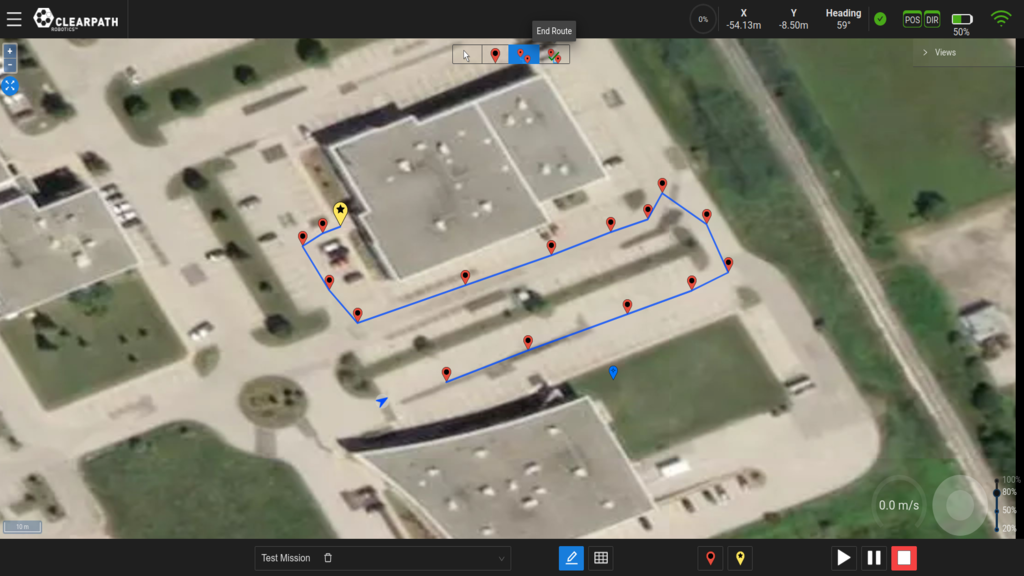 CLEARPATH
ROBOTICS
End Route
0%
X
-54.13m
Y
-8.50m
Heading
59°
POS
DIR
50%
+
-
Views
10 m
0.0 m/s
100%
80%
50%
20%
Test Mission